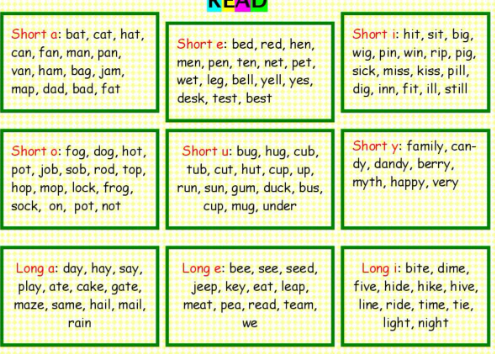 READ
Short a: bat, cat, hat,
can, fan, man, pan,
van, ham, bag, jam,
map, dad, bad, fat
Short e: bed, red, hen,
men, pen, ten, net, pet,
wet, leg, bell, yell, yes,
desk, test, best
Short i: hit, sit, big,
wig, pin, win, rip, pig,
sick, miss, kiss, pill,
dig, inn, fit, ill, still
Short o: fog, dog, hot,
pot, job, sob, rod, top,
hop, mop, lock, frog,
sock, on, pot, not
Short u: bug, hug, cub,
tub, cut, hut, cup, up,
run, sun, gum, duck, bus,
cup, mug, under
Short y: family, can-
dy, dandy, berry,
myth, happy, very
Long a: day, hay, say,
play, ate, cake, gate,
maze, same, hail, mail,
rain
Long e: bee, see, seed,
jeep, key, eat, leap,
meat, pea, read, team,
we
Long i: bite, dime,
five, hide, hike, hive,
line, ride, time, tie,
light, night